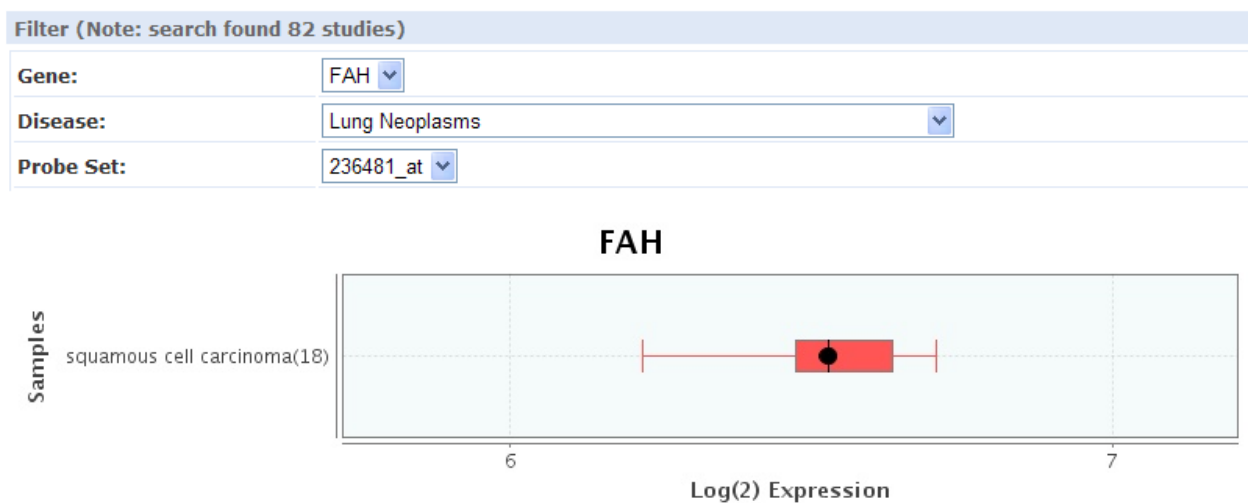 Filter (Note: search found 82 studies)
Gene: FAH
Disease: Lung Neoplasms
Probe Set: 236481_at
FAH
Samples
squamous cell carcinoma(18)
6 7
Log(2) Expression